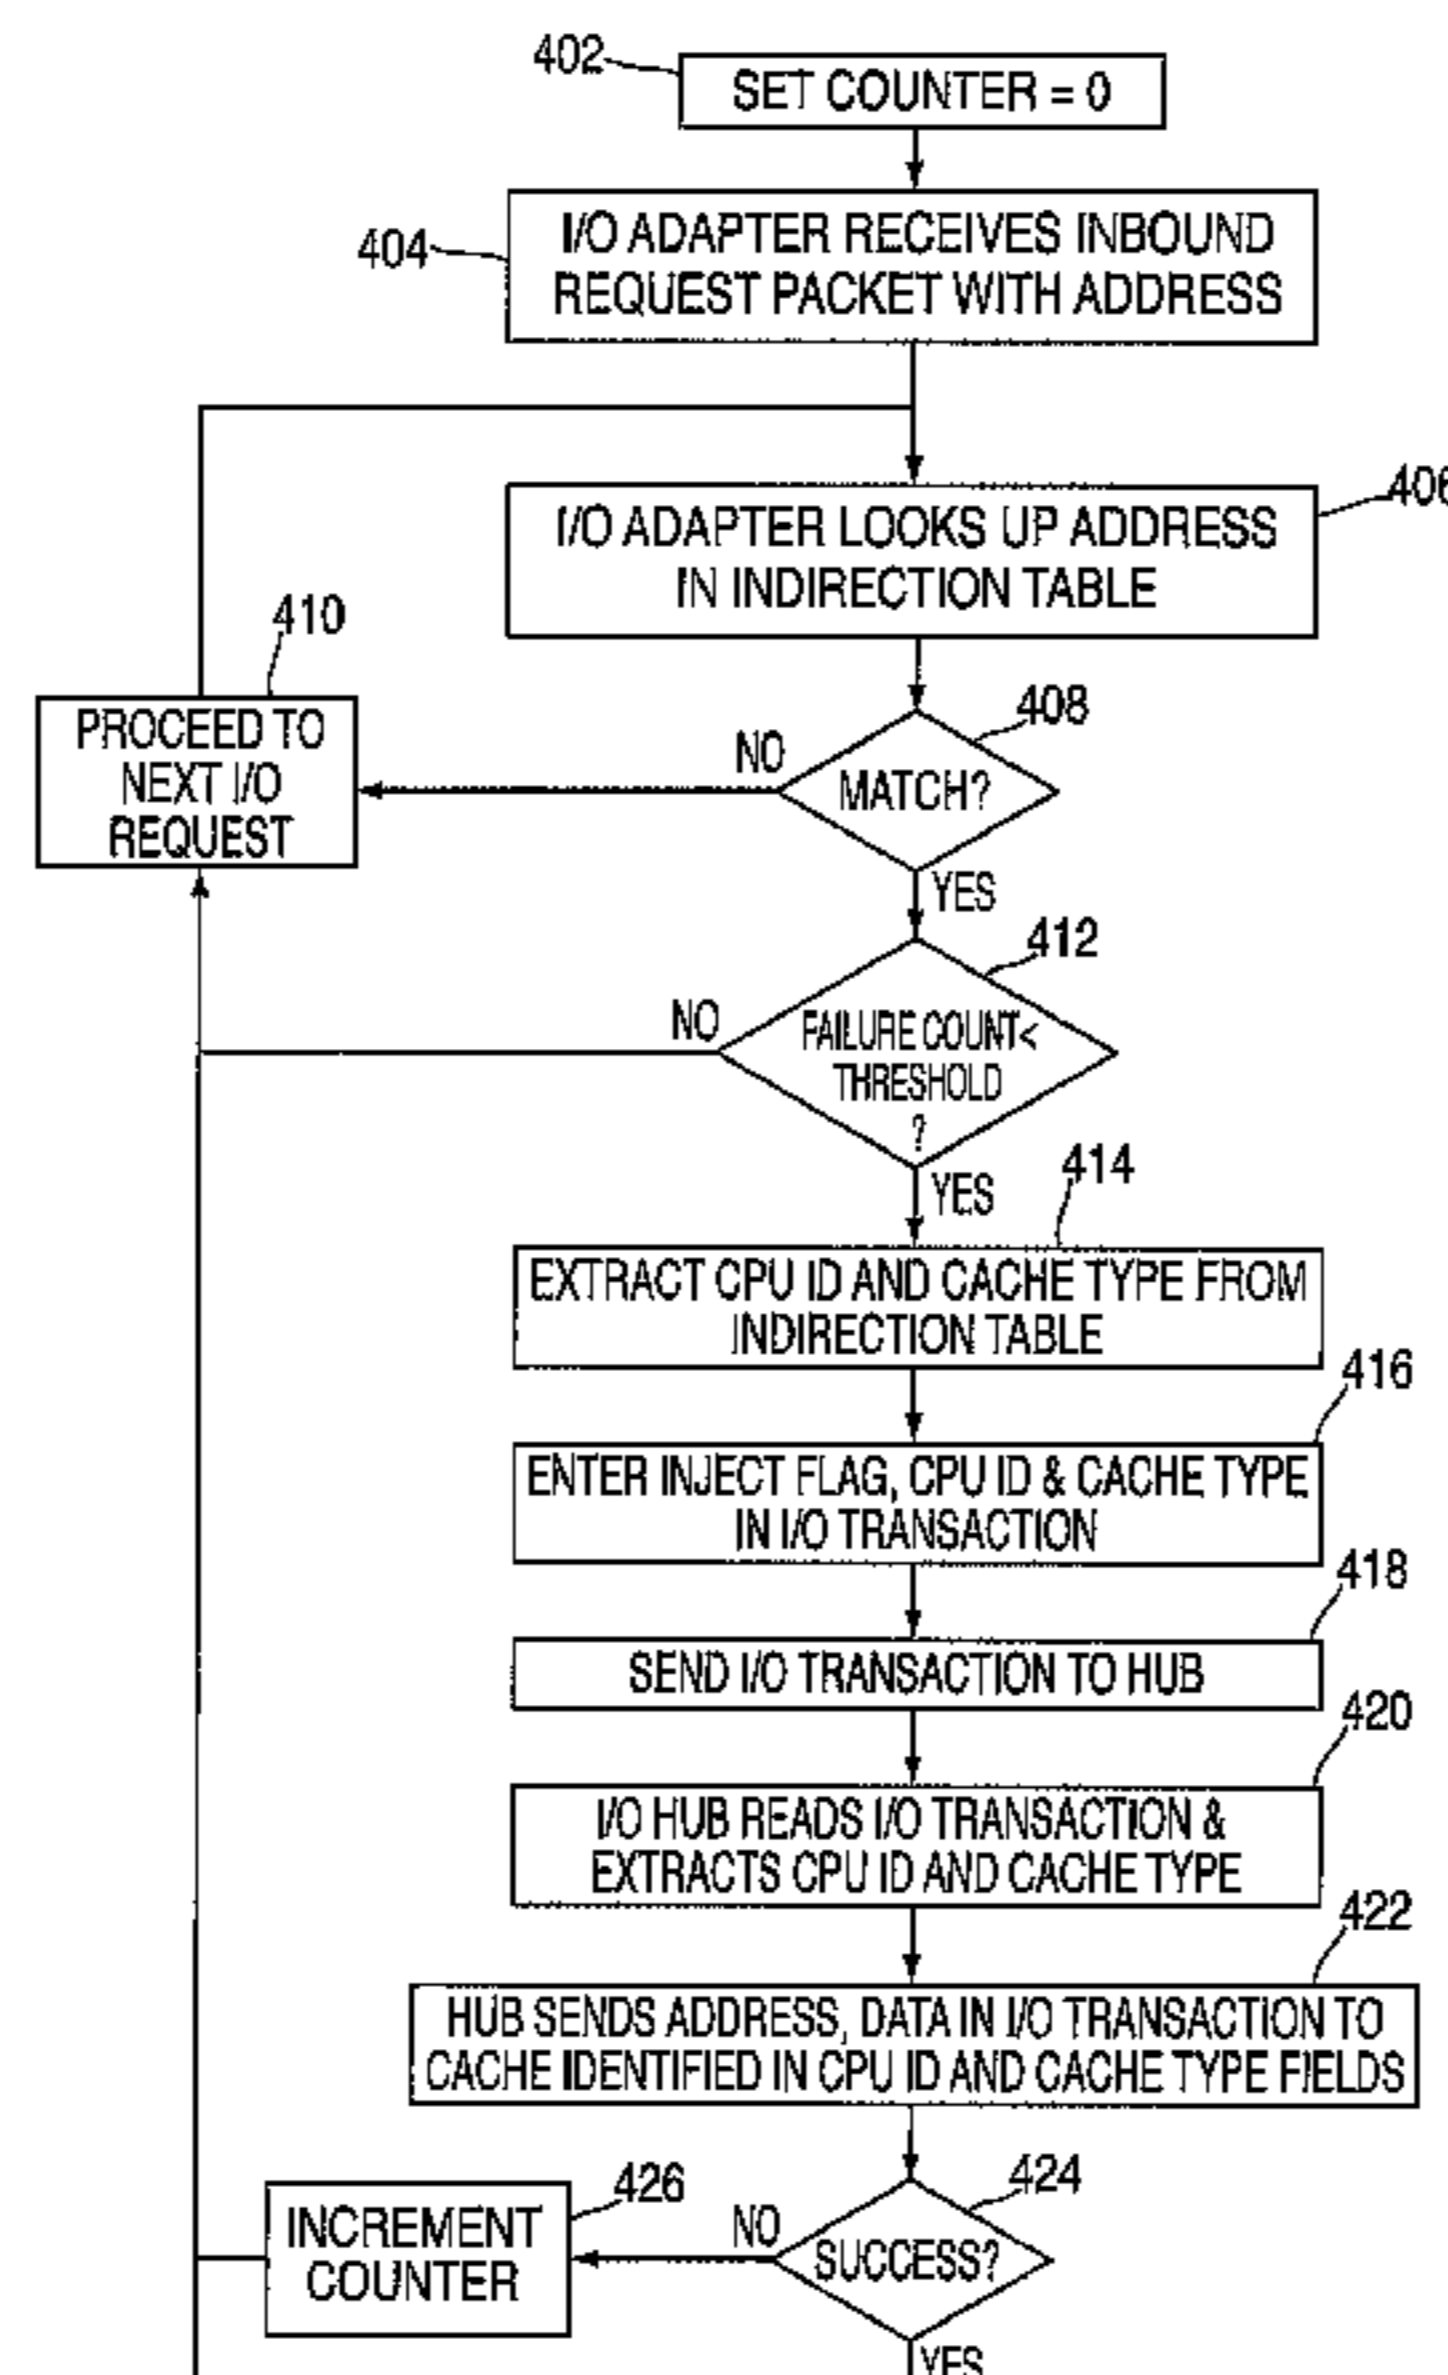 402
SET COUNTER = 0
404
I/O ADAPTER RECEIVES INBOUND
REQUEST PACKET WITH ADDRESS
406
I/O ADAPTER LOOKS UP ADDRESS
IN INDIRECTION TABLE
410
PROCEED TO
NEXT I/O
REQUEST
408
NO
MATCH?
YES
412
NO
FAILURE COUNT<
THRESHOLD
?
YES
414
EXTRACT CPU ID AND CACHE TYPE FROM
INDIRECTION TABLE
416
ENTER INJECT FLAG, CPU ID & CACHE TYPE
IN I/O TRANSACTION
418
SEND I/O TRANSACTION TO HUB
420
I/O HUB READS I/O TRANSACTION &
EXTRACTS CPU ID AND CACHE TYPE
422
HUB SENDS ADDRESS, DATA IN I/O TRANSACTION TO
CACHE IDENTIFIED IN CPU ID AND CACHE TYPE FIELDS
424
426
NO
INCREMENT
COUNTER
SUCCESS?
YES